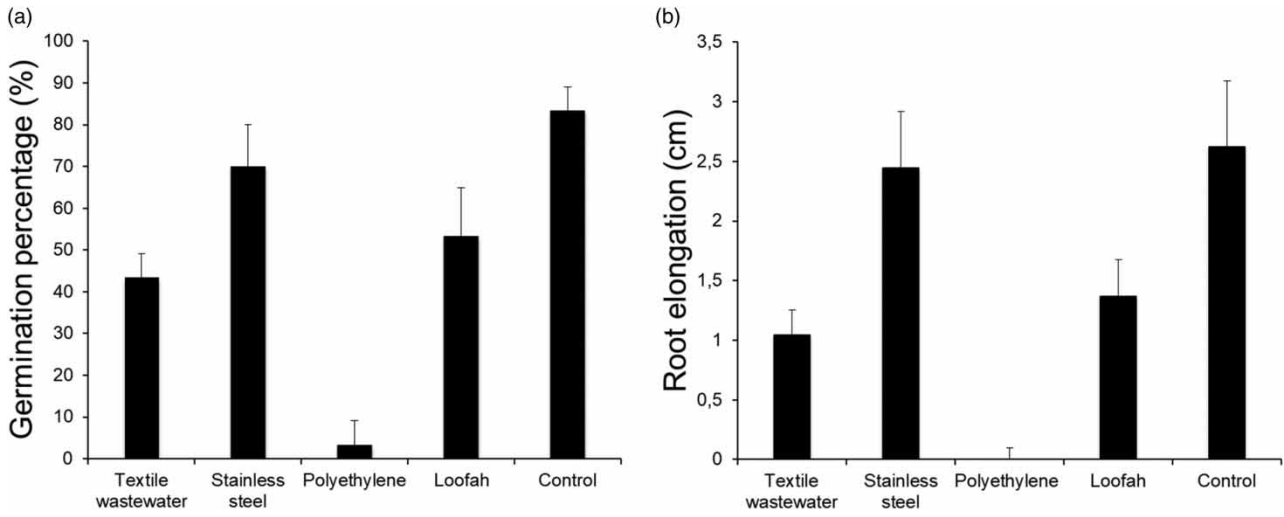 (a)
Germination percentage (%)
100
90
80
70
60
50
40
30
20
10
0
Textile
wastewater
Stainless
steel
Polyethylene
Loofah
Control
(b)
Root elongation (cm)
3,5
3
2,5
2
1,5
1
0,5
0
Textile
wastewater
Stainless
steel
Polyethylene
Loofah
Control